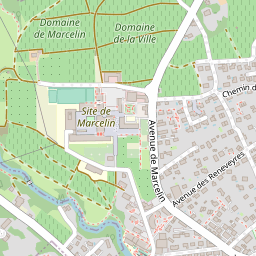 Domaine
de Marcelin
Domaine
de la Ville
Chemin d
Site de
Marcelin
Avenue de Marcelin
Avenue des Reneveyres